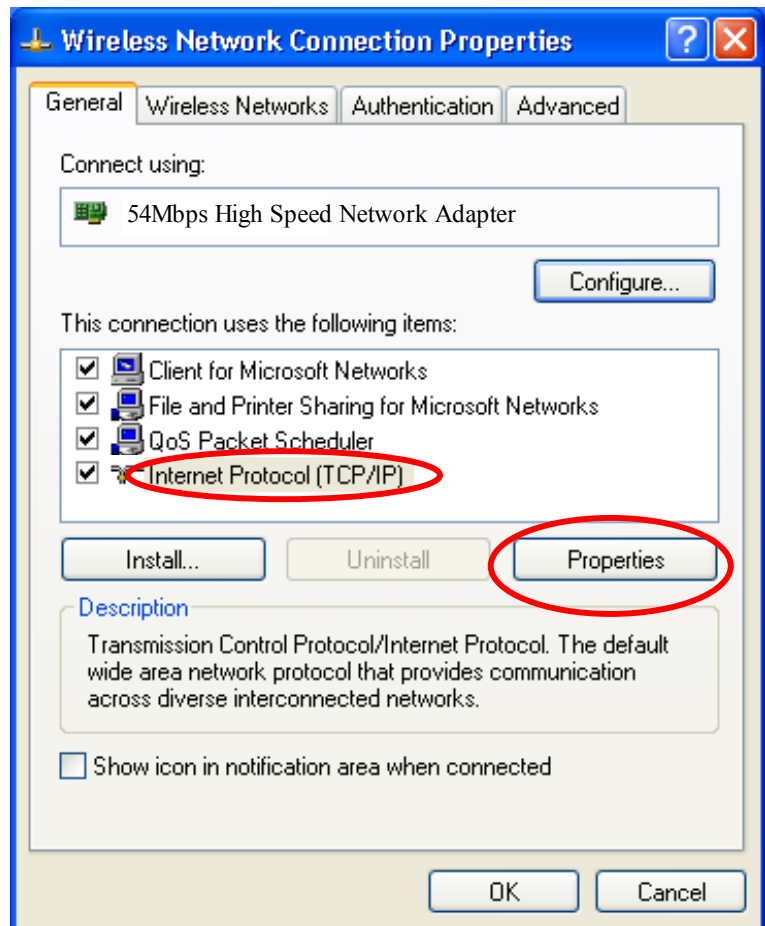 Wireless Network Connection Properties
General Wireless Networks Authentication Advanced
Connect using:
54Mbps High Speed Network Adapter
Configure...
This connection uses the following items:
Client for Microsoft Networks
File and Printer Sharing for Microsoft Networks
QoS Packet Scheduler
Internet Protocol (TCP/IP)
Install... Uninstall Properties
Description
Transmission Control Protocol/Internet Protocol. The default
wide area network protocol that provides communication
across diverse interconnected networks.
Show icon in notification area when connected
OK Cancel